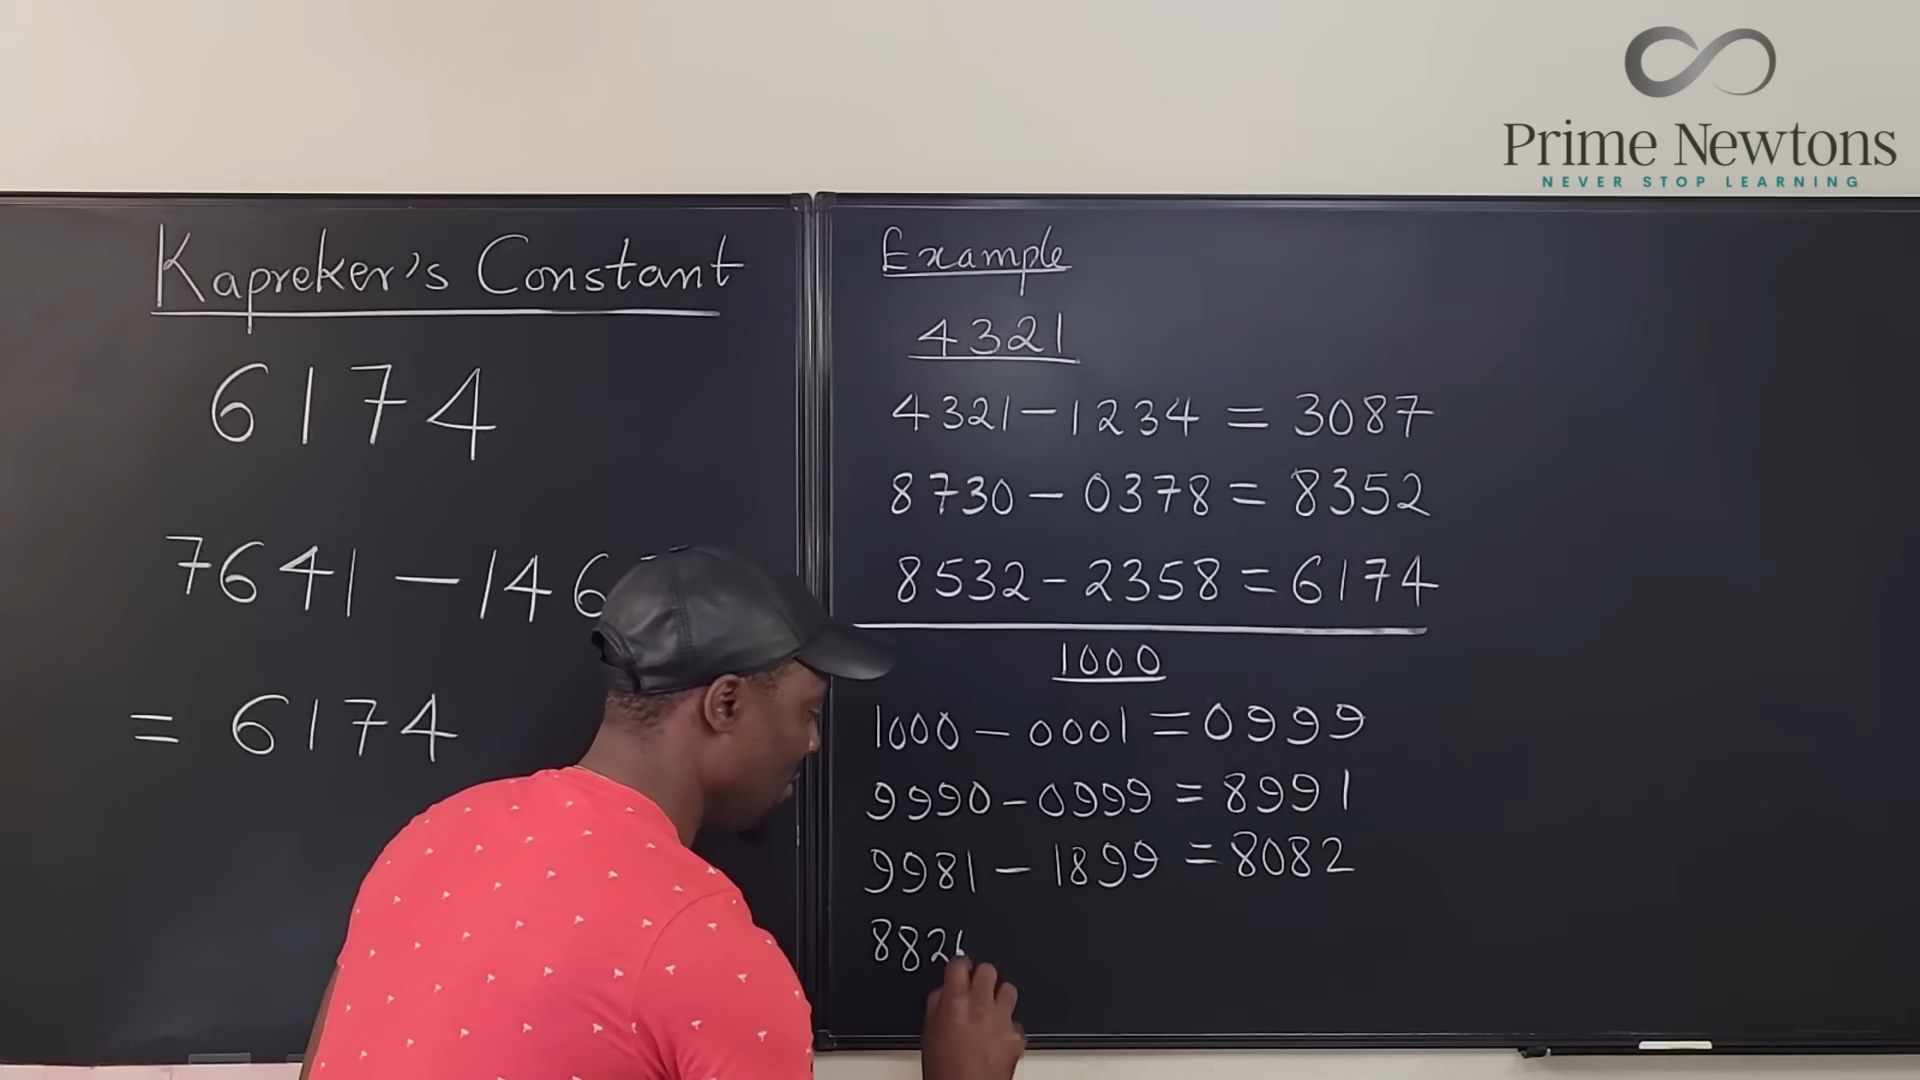 Prime Newtons
NEVER STOP LEARNING
Kapreker's Constant
6174
7641 – 146
= 6174
Example
4321
4321 – 1234 = 3087
8730 – 0378 = 8352
8532 – 2358 = 6174
1000
1000 – 0001 = 0999
9990 – 0999 = 8991
9981 – 1899 = 8082
882